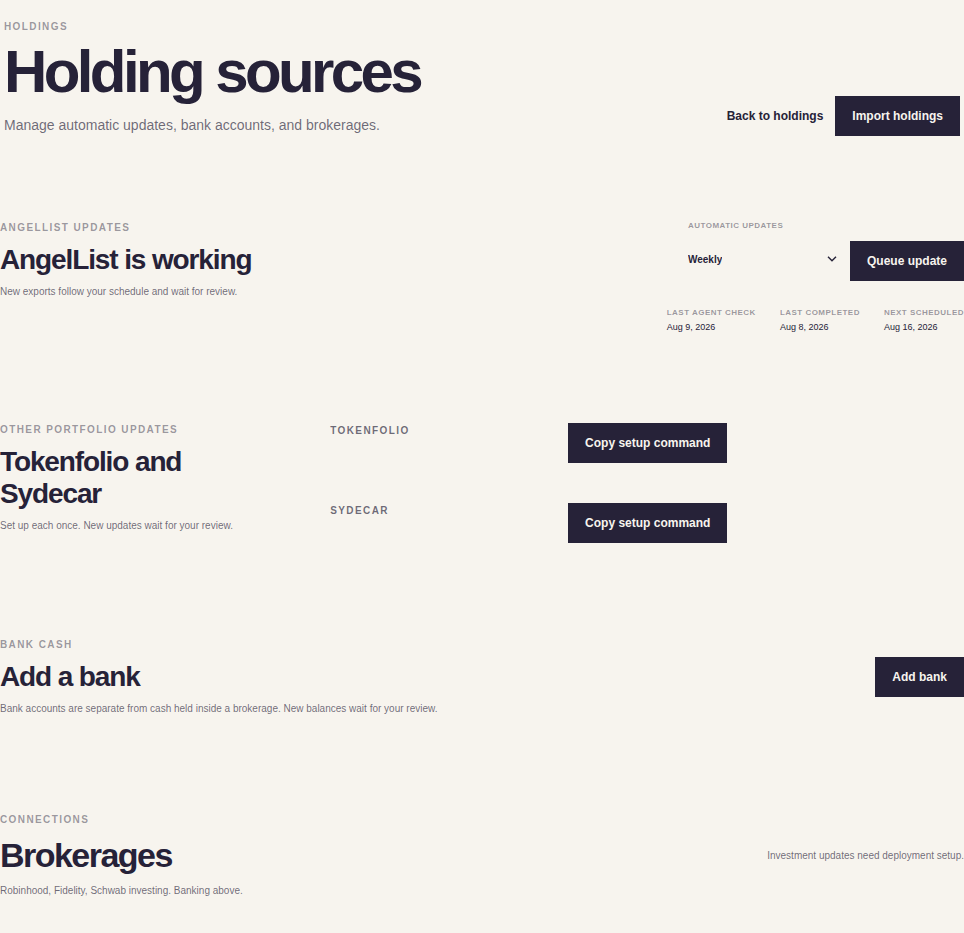 HOLDINGS
Holding sources
Manage automatic updates, bank accounts, and brokerages.
Back to holdings
Import holdings
ANGELLIST UPDATES
AngelList is working
New exports follow your schedule and wait for review.
AUTOMATIC UPDATES
Weekly
Queue update
LAST AGENT CHECK
Aug 9, 2026
LAST COMPLETED
Aug 8, 2026
NEXT SCHEDULED
Aug 16, 2026
OTHER PORTFOLIO UPDATES
Tokenfolio and
Sydecar
Set up each once. New updates wait for your review.
TOKENFOLIO
Copy setup command
SYDECAR
Copy setup command
BANK CASH
Add a bank
Bank accounts are separate from cash held inside a brokerage. New balances wait for your review.
Add bank
CONNECTIONS
Brokerages
Robinhood, Fidelity, Schwab investing. Banking above.
Investment updates need deployment setup.